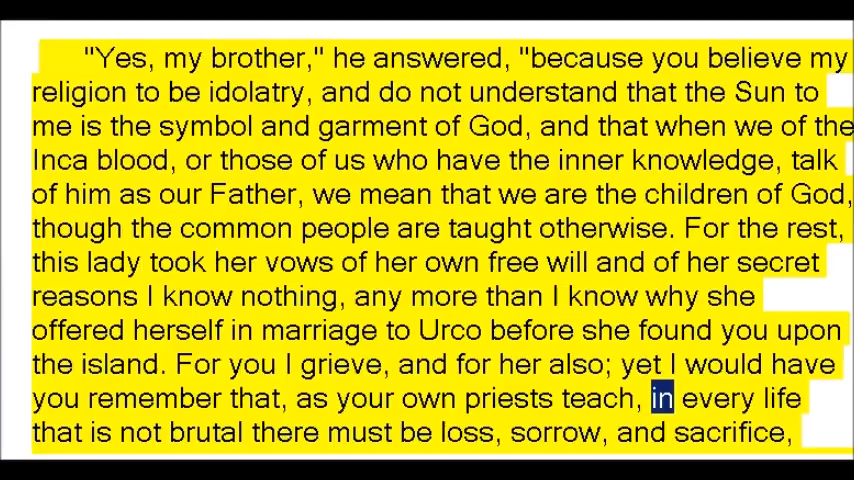 "Yes, my brother," he answered, "because you believe my
religion to be idolatry, and do not understand that the Sun to
me is the symbol and garment of God, and that when we of the
Inca blood, or those of us who have the inner knowledge, talk
of him as our Father, we mean that we are the children of God,
though the common people are taught otherwise. For the rest,
this lady took her vows of her own free will and of her secret
reasons I know nothing, any more than I know why she
offered herself in marriage to Urco before she found you upon
the island. For you I grieve, and for her also; yet I would have
you remember that, as your own priests teach, in every life
that is not brutal there must be loss, sorrow, and sacrifice,